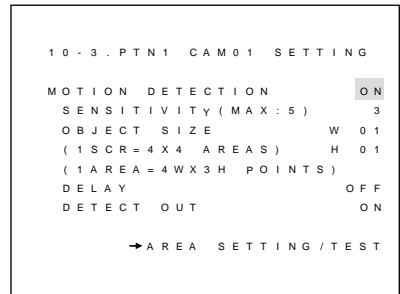 10-3.PTN1 CAM01 SETTING
MOTION DETECTION ON
SENSITIVITY(MAX:5) 3
OBJECT SIZE W 01
(1SCR=4X4 AREAS) H 01
(1AREA=4WX3H POINTS)
DELAY OFF
DETECT OUT ON
➔AREA SETTING/TEST